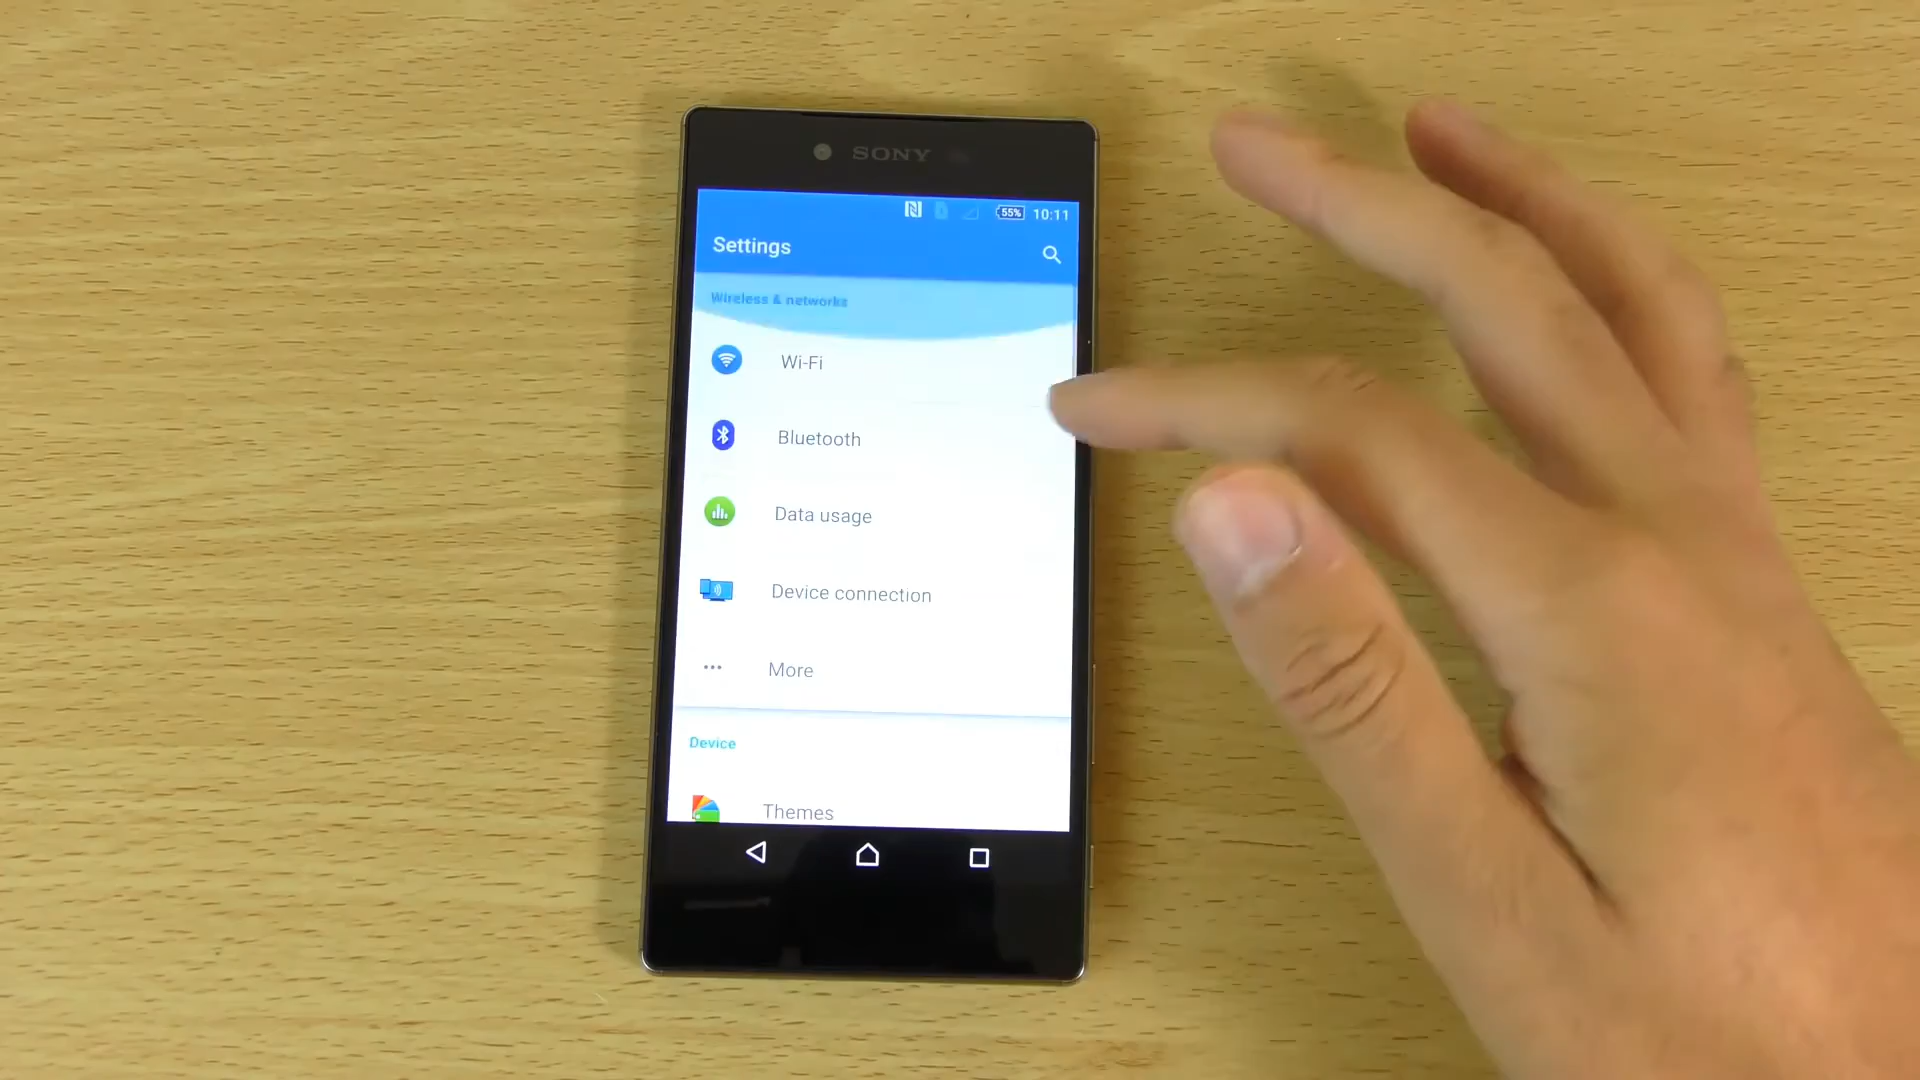 SONY
55% 10:11
Settings
Wireless & networks
Wi-Fi
Bluetooth
Data usage
Device connection
More
Device
Themes